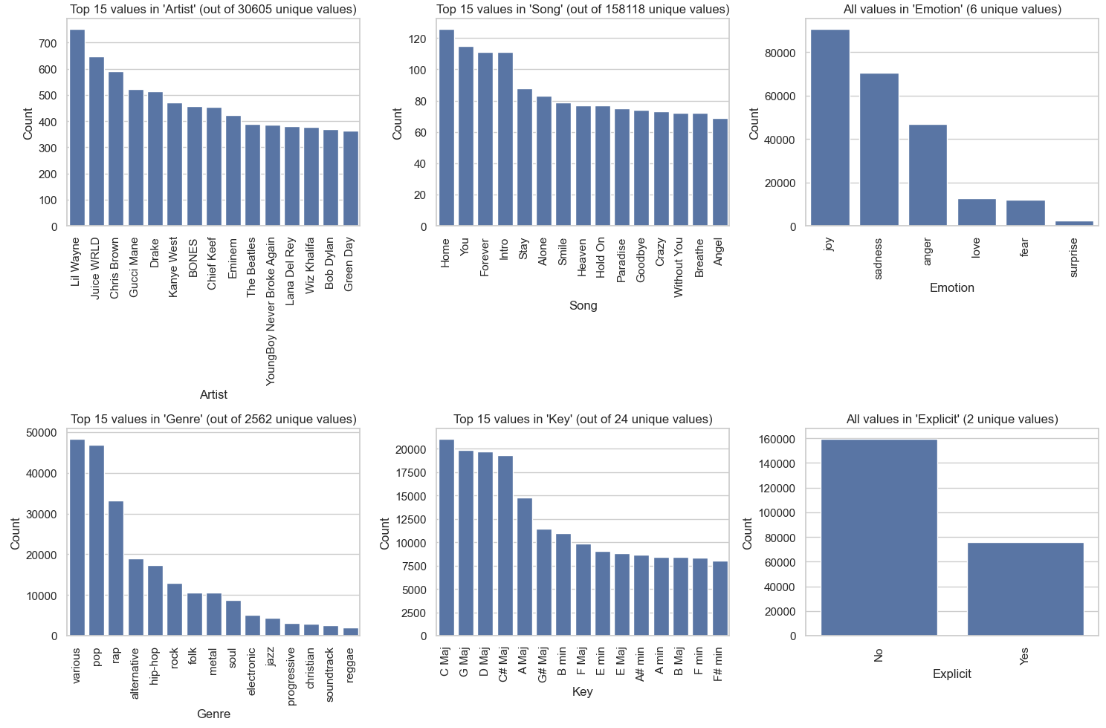 Top 15 values in 'Artist' (out of 30605 unique values)
700
600
500
400
300
200
100
0
Count
Lil Wayne
Juice WRLD
Chris Brown
Gucci Mane
Drake
Kanye West
BONES
Chief Keef
Eminem
The Beatles
YoungBoy Never Broke Again
Lana Del Rey
Wiz Khalifa
Bob Dylan
Green Day
Artist
Top 15 values in 'Song' (out of 158118 unique values)
120
100
80
60
40
20
0
Count
Home
You
Forever
Intro
Stay
Alone
Smile
Heaven
Hold On
Paradise
Goodbye
Crazy
Without You
Breathe
Angel
Song
All values in 'Emotion' (6 unique values)
80000
60000
40000
20000
0
Count
joy
sadness
anger
love
fear
surprise
Emotion
Top 15 values in 'Genre' (out of 2562 unique values)
50000
40000
30000
20000
10000
0
Count
various
pop
rap
alternative
hip-hop
rock
folk
metal
soul
electronic
jazz
progressive
christian
soundtrack
reggae
Genre
Top 15 values in 'Key' (out of 24 unique values)
20000
17500
15000
12500
10000
7500
5000
2500
0
Count
C Maj
G Maj
D Maj
C# Maj
A Maj
G# Maj
B min
F Maj
E min
E Maj
A# min
A min
B Maj
F min
F# min
Key
All values in 'Explicit' (2 unique values)
160000
140000
120000
100000
80000
60000
40000
20000
0
Count
No
Yes
Explicit